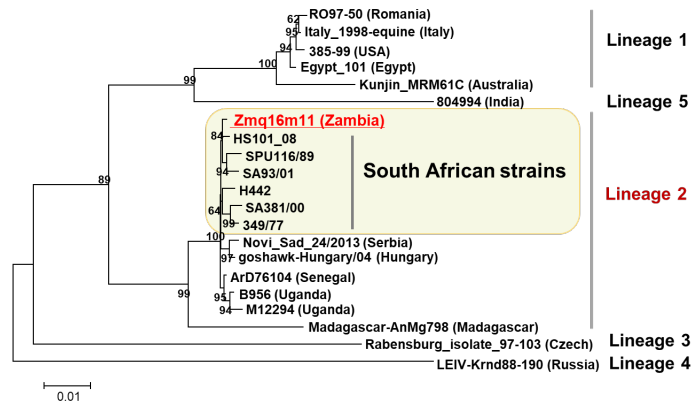 RO97-50 (Romania)
62
Italy_1998-equine (Italy)
95
Lineage 1
385-99 (USA)
94
Egypt_101 (Egypt)
100
Kunjin_MRM61C (Australia)
99
804994 (India)
Lineage 5
Zmq16m11 (Zambia)
84
HS101_08
SPU116/89
94
SA93/01
South African strains
89
H442
Lineage 2
SA381/00
64
99
349/77
100
Novi_Sad_24/2013 (Serbia)
97
goshawk-Hungary/04 (Hungary)
ArD76104 (Senegal)
99
95
B956 (Uganda)
94
M12294 (Uganda)
Madagascar-AnMg798 (Madagascar)
Rabensburg_isolate_97-103 (Czech)
Lineage 3
LEIV-Krnd88-190 (Russia)
Lineage 4
0.01